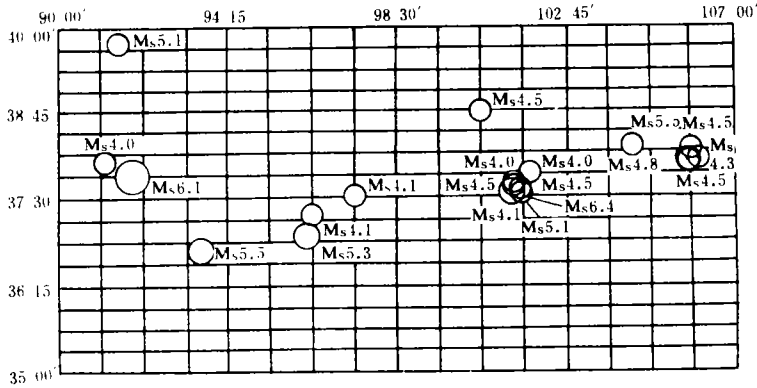 90 00′ 94 15 98 30′ 102 45′ 107 00′
40 00′
Ms5.1
38 45′
Ms4.5
Ms5.5 Ms4.5
Ms4.0
Ms4.0 Ms4.0
Ms4.8 4.3
Ms6.1
Ms4.1
Ms4.5 Ms4.5
Ms4.5
37 30′
Ms4.1 Ms6.4
Ms4.1
Ms5.1
Ms5.5 Ms5.3
36 15′
35 00′